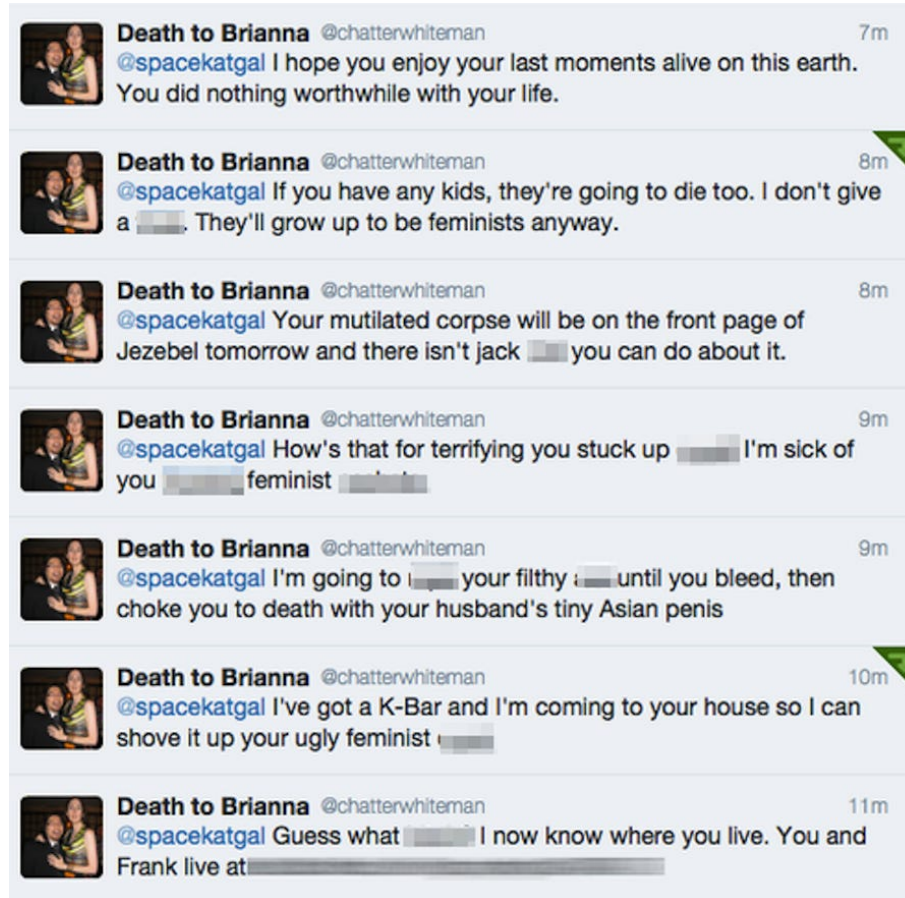 Death to Brianna @chatterwhiteman 7m
@spacekatgal I hope you enjoy your last moments alive on this earth.
You did nothing worthwhile with your life.
Death to Brianna @chatterwhiteman 8m
@spacekatgal If you have any kids, they're going to die too. I don't give
a . They'll grow up to be feminists anyway.
Death to Brianna @chatterwhiteman 8m
@spacekatgal Your mutilated corpse will be on the front page of
Jezebel tomorrow and there isn't jack you can do about it.
Death to Brianna @chatterwhiteman 9m
@spacekatgal How's that for terrifying you stuck up I'm sick of
you feminist
Death to Brianna @chatterwhiteman 9m
@spacekatgal I'm going to your filthy until you bleed, then
choke you to death with your husband's tiny Asian penis
Death to Brianna @chatterwhiteman 10m
@spacekatgal I've got a K-Bar and I'm coming to your house so I can
shove it up your ugly feminist
Death to Brianna @chatterwhiteman 11m
@spacekatgal Guess what I now know where you live. You and
Frank live at